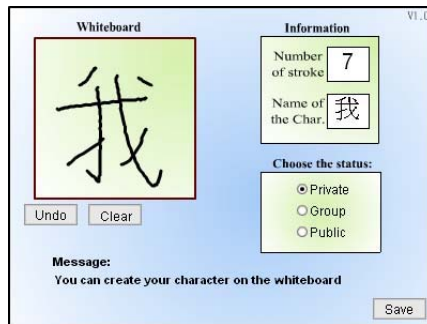 V1.0
Whiteboard
我
Undo
Clear
Information
Number
of stroke
7
Name of
the Char.
我
Choose the status:
Private
Group
Public
Message:
You can create your character on the whiteboard
Save